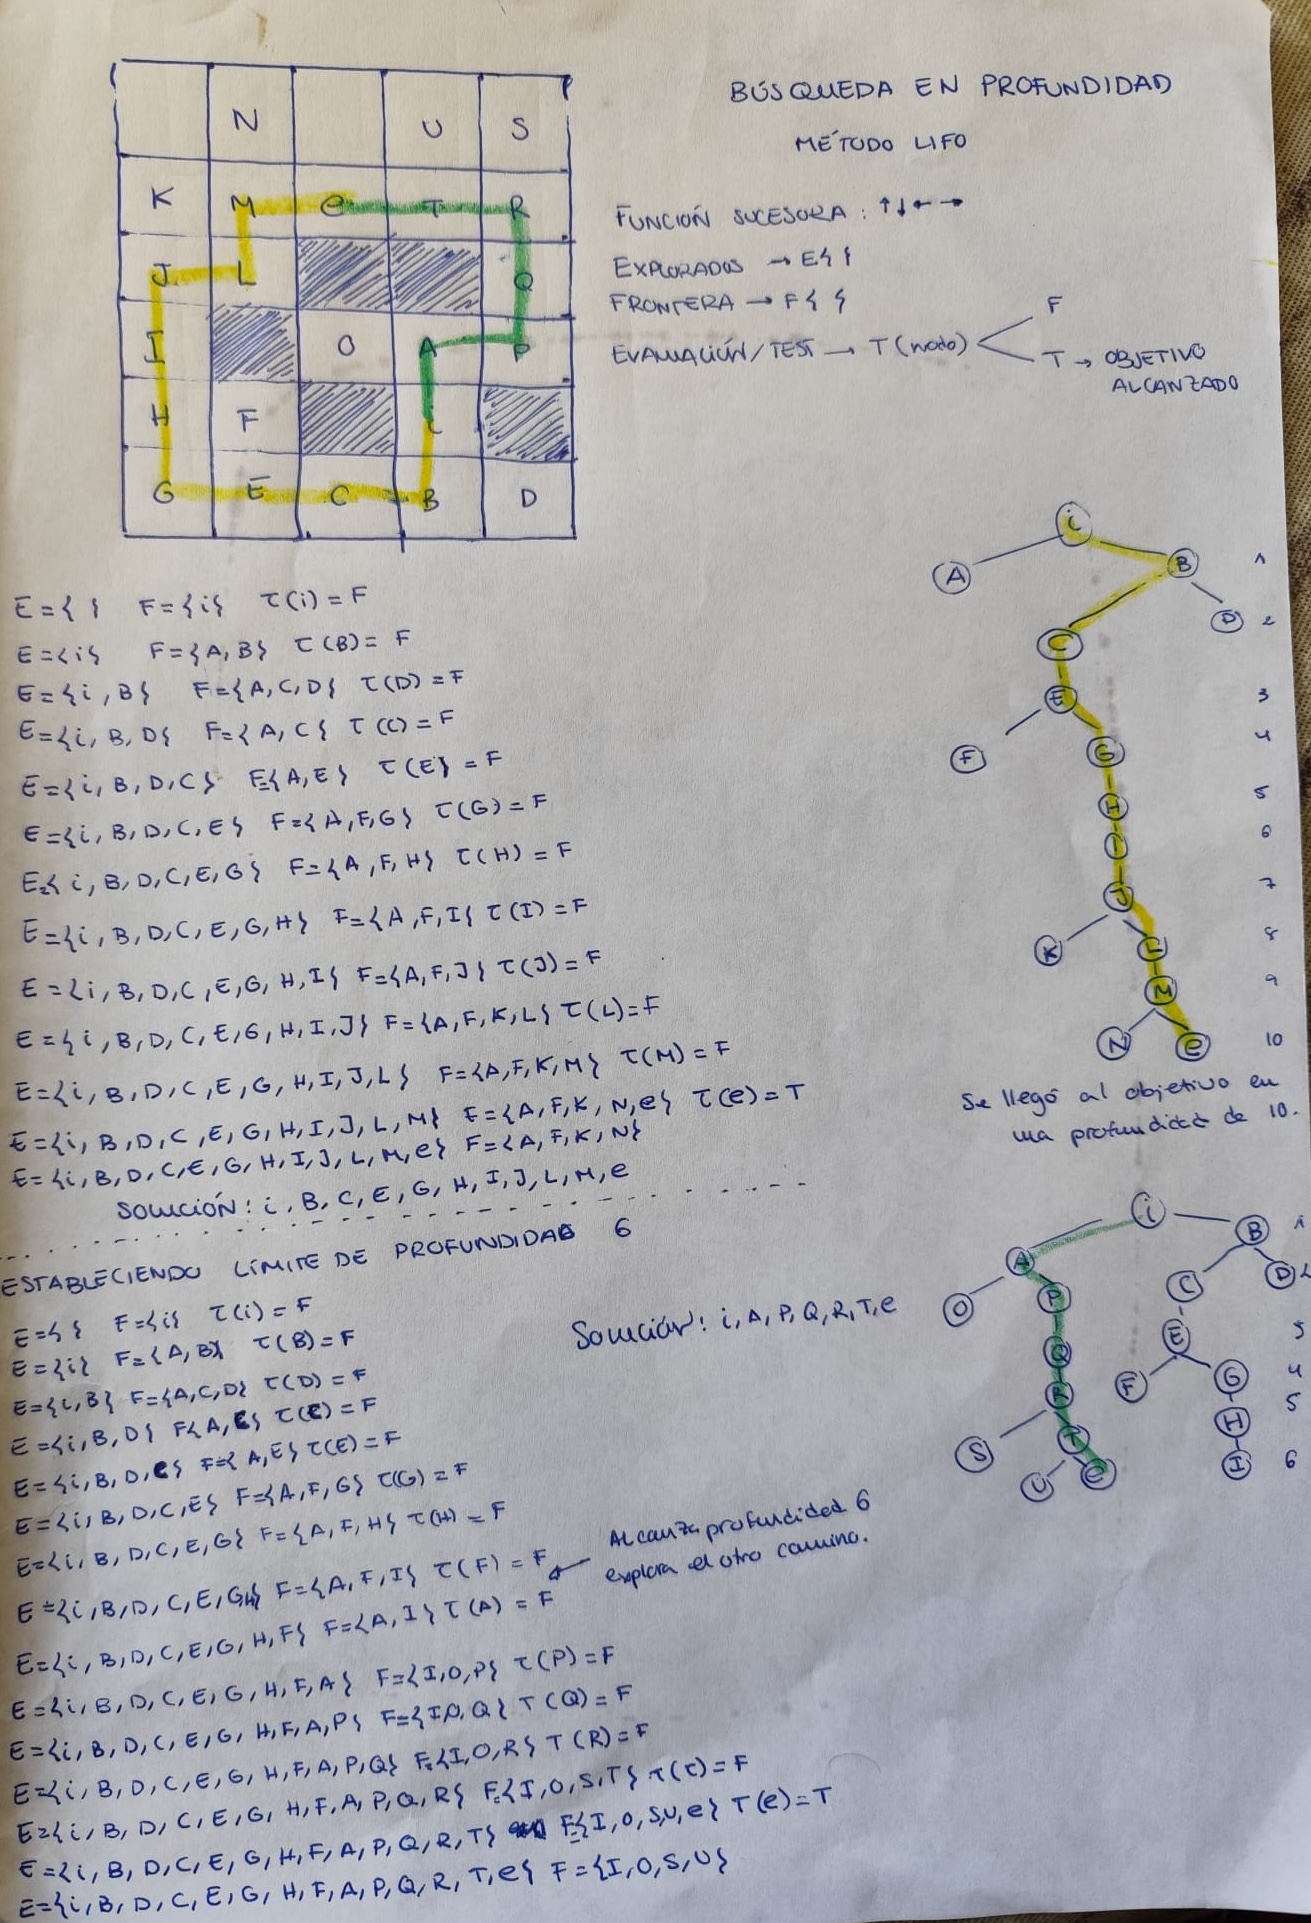 BÚSQUEDA EN PROFUNDIDAD
MÉTODO LIFO
N U S
K M e T R
J L Q
I O A P
H F i
G E C B D
FUNCIÓN SUCESORA : ↑↓←→
EXPLORADOS → E{ }
FRONTERA → F{ }
EVALUACIÓN/TEST → T(nodo)
F
T → OBJETIVO
ALCANZADO
E={ } F={i} T(i)=F
E={i} F={A,B} T(B)=F
E={i,B} F={A,C,D} T(D)=F
E={i,B,D} F={A,C} T(C)=F
E={i,B,D,C} F={A,E} T(E)=F
E={i,B,D,C,E} F={A,F,G} T(G)=F
E={i,B,D,C,E,G} F={A,F,H} T(H)=F
E={i,B,D,C,E,G,H} F={A,F,I} T(I)=F
E={i,B,D,C,E,G,H,I} F={A,F,J} T(J)=F
E={i,B,D,C,E,G,H,I,J} F={A,F,K,L} T(L)=F
E={i,B,D,C,E,G,H,I,J,L} F={A,F,K,M} T(M)=F
E={i,B,D,C,E,G,H,I,J,L,M} F={A,F,K,N,e} T(e)=T
E={i,B,D,C,E,G,H,I,J,L,M,e} F={A,F,K,N}
SOLUCIÓN: i,B,C,E,G,H,I,J,L,M,e
i
A B 1
D 2
C
E 3
F G 4
H 5
I 6
J 7
K L 8
M 9
N e 10
Se llegó al objetivo en
una profundidad de 10.
ESTABLECIENDO LÍMITE DE PROFUNDIDAD 6
E={ } F={i} T(i)=F
E={i} F={A,B} T(B)=F
E={i,B} F={A,C,D} T(D)=F
E={i,B,D} F{A,C} T(C)=F
E={i,B,D,C} F={A,E} T(E)=F
E={i,B,D,C,E} F={A,F,G} T(G)=F
E={i,B,D,C,E,G} F={A,F,H} T(H)=F
E={i,B,D,C,E,G,H} F={A,F,I} T(F)=F
E={i,B,D,C,E,G,H,F} F={A,I} T(A)=F
E={i,B,D,C,E,G,H,F,A} F={I,O,P} T(P)=F
E={i,B,D,C,E,G,H,F,A,P} F={I,O,Q} T(Q)=F
E={i,B,D,C,E,G,H,F,A,P,Q} F={I,O,R} T(R)=F
E={i,B,D,C,E,G,H,F,A,P,Q,R} F={I,O,S,T} T(T)=F
E={i,B,D,C,E,G,H,F,A,P,Q,R,T} F={I,O,S,U,e} T(e)=T
E={i,B,D,C,E,G,H,F,A,P,Q,R,T,e} F={I,O,S,U}
Solución: i,A,P,Q,R,T,e
Alcanza profundidad 6
explora el otro camino.
i
A B 1
O P C D 2
Q E 3
R F G 4
S T H 5
U e I 6